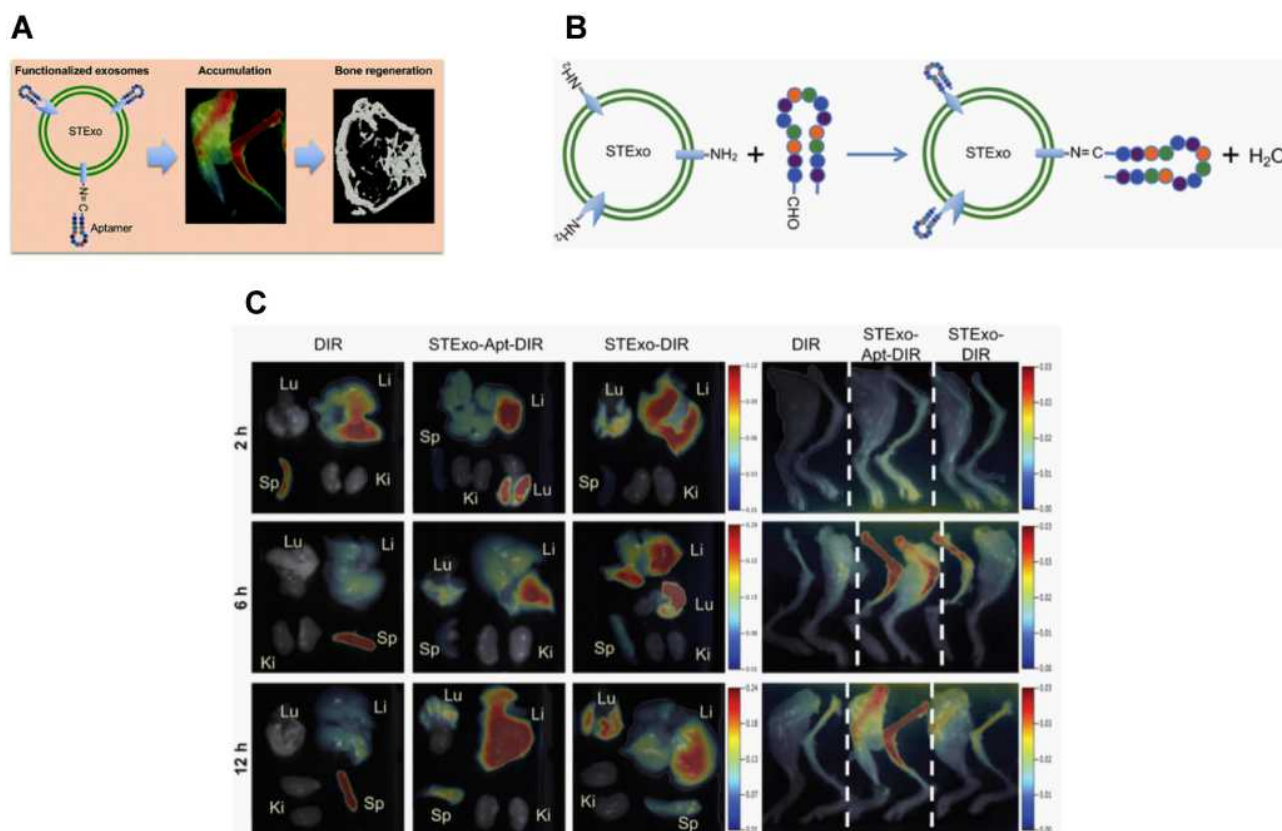 A
Functionalized exosomes
Accumulation
Bone regeneration
STExo
N=C
Aptamer
B
NH2
STExo
NH2
NH2
+
CHO
STExo
N=C
+ H2C
C
DIR
STExo-Apt-DIR
STExo-DIR
DIR
STExo-
Apt-DIR
STExo-
DIR
2 h
Lu
Li
Sp
Ki
Li
Sp
Ki
Lu
Lu
Li
Sp
Ki
6 h
Lu
Li
Ki
Sp
Lu
Li
Sp
Ki
Li
Lu
Sp
Ki
12 h
Lu
Li
Ki
Sp
Lu
Li
Sp
Ki
Lu
Li
Ki
Sp